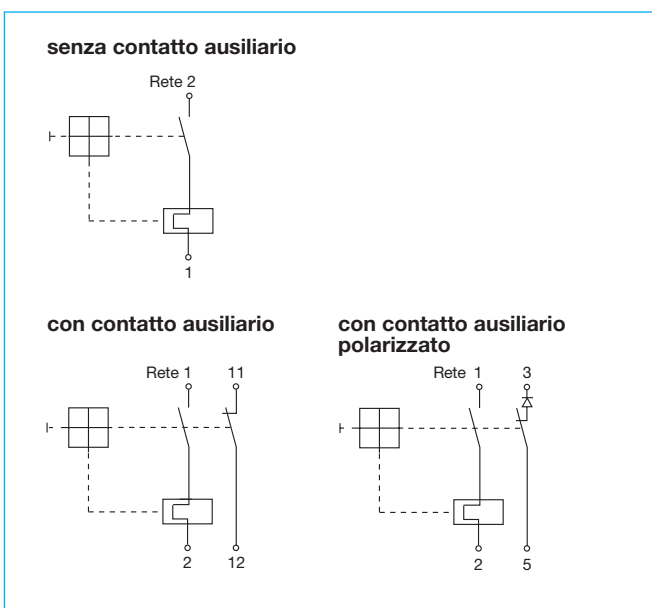 senza contatto ausiliario
Rete 2
1
con contatto ausiliario
Rete 1 11
2 12
con contatto ausiliario
polarizzato
Rete 1 3
2 5